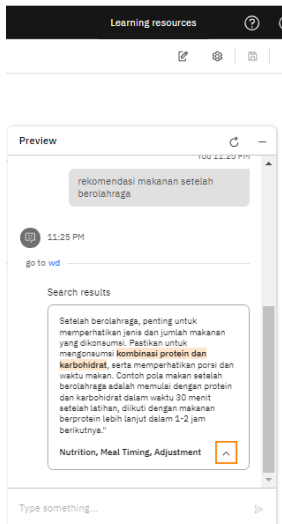 Learning resources
Preview
You 11:25 PM
rekomendasi makanan setelah
berolahraga
11:25 PM
go to wd
Search results
Setelah berolahraga, penting untuk
memperhatikan jenis dan jumlah makanan
yang dikonsumsi. Pastikan untuk
mengonsumsi kombinasi protein dan
karbohidrat, serta memperhatikan porsi dan
waktu makan. Contoh pola makan setelah
berolahraga adalah memulai dengan protein
dan karbohidrat dalam waktu 30 menit
setelah latihan, diikuti dengan makanan
berprotein lebih lanjut dalam 1-2 jam
berikutnya."
Nutrition, Meal Timing, Adjustment
Type something...